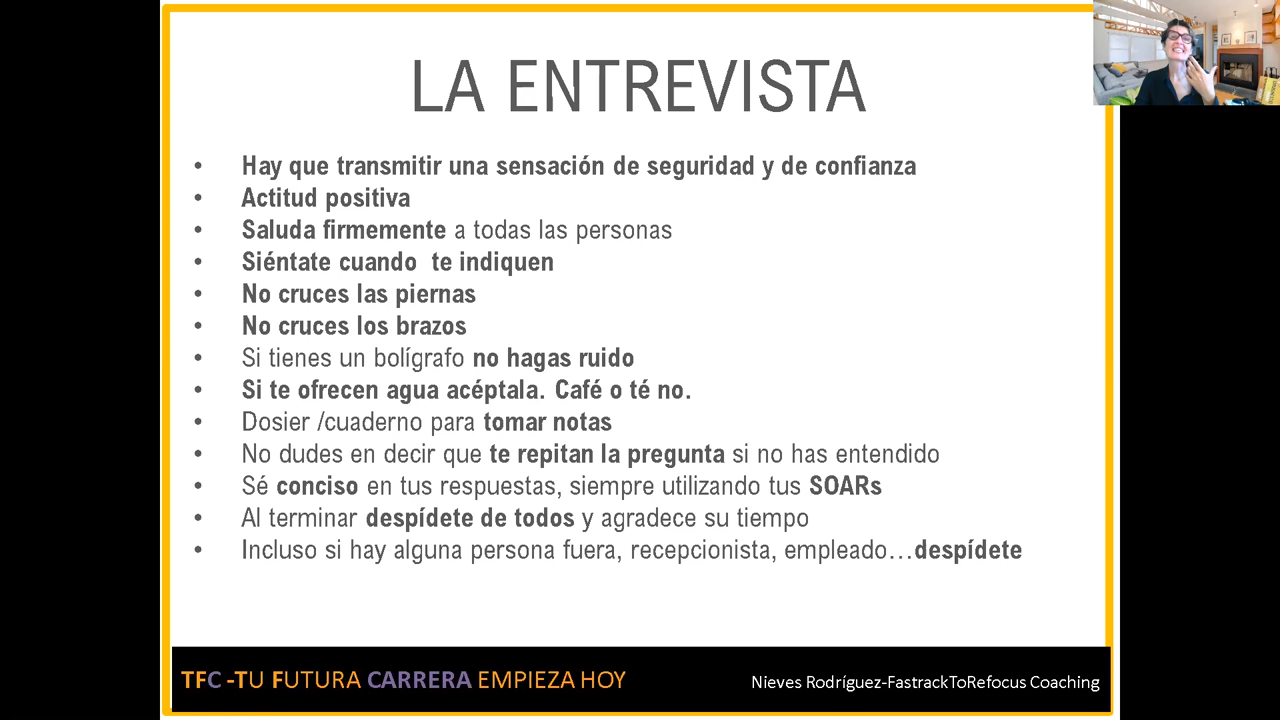 LA ENTREVISTA
• Hay que transmitir una sensación de seguridad y de confianza
• Actitud positiva
• Saluda firmemente a todas las personas
• Siéntate cuando te indiquen
• No cruces las piernas
• No cruces los brazos
• Si tienes un bolígrafo no hagas ruido
• Si te ofrecen agua acéptala. Café o té no.
• Dosier /cuaderno para tomar notas
• No dudes en decir que te repitan la pregunta si no has entendido
• Sé conciso en tus respuestas, siempre utilizando tus SOARs
• Al terminar despídete de todos y agradece su tiempo
• Incluso si hay alguna persona fuera, recepcionista, empleado…despídete
TFC -TU FUTURA CARRERA EMPIEZA HOY
Nieves Rodríguez-FastrackToRefocus Coaching